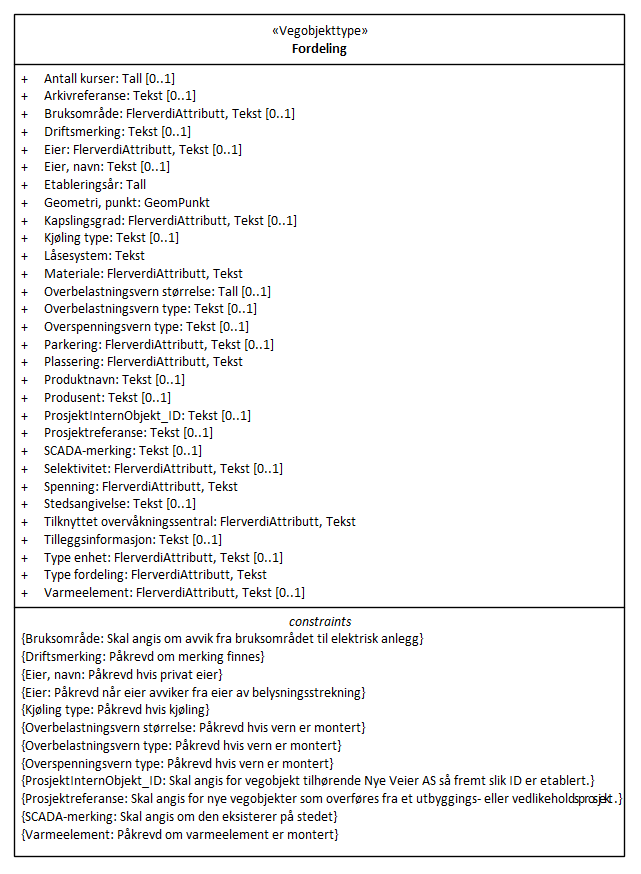 «Vegobjekttype»
Fordeling
+ Antall kurser: Tall [0..1]
+ Arkivreferanse: Tekst [0..1]
+ Bruksområde: FlerverdiAttributt, Tekst [0..1]
+ Driftsmerking: Tekst [0..1]
+ Eier: FlerverdiAttributt, Tekst [0..1]
+ Eier, navn: Tekst [0..1]
+ Etableringsår: Tall
+ Geometri, punkt: GeomPunkt
+ Kapslingsgrad: FlerverdiAttributt, Tekst [0..1]
+ Kjøling type: Tekst [0..1]
+ Låsesystem: Tekst
+ Materiale: FlerverdiAttributt, Tekst
+ Overbelastningsvern størrelse: Tall [0..1]
+ Overbelastningsvern type: Tekst [0..1]
+ Overspenningsvern type: Tekst [0..1]
+ Parkering: FlerverdiAttributt, Tekst [0..1]
+ Plassering: FlerverdiAttributt, Tekst
+ Produktnavn: Tekst [0..1]
+ Produsent: Tekst [0..1]
+ ProsjektInternObjekt_ID: Tekst [0..1]
+ Prosjektreferanse: Tekst [0..1]
+ SCADA-merking: Tekst [0..1]
+ Selektivitet: FlerverdiAttributt, Tekst [0..1]
+ Spenning: FlerverdiAttributt, Tekst
+ Stedsangivelse: Tekst [0..1]
+ Tilknyttet overvåkningssentral: FlerverdiAttributt, Tekst
+ Tilleggsinformasjon: Tekst [0..1]
+ Type enhet: FlerverdiAttributt, Tekst [0..1]
+ Type fordeling: FlerverdiAttributt, Tekst
+ Varmeelement: FlerverdiAttributt, Tekst [0..1]
constraints
{Bruksområde: Skal angis om avvik fra bruksområdet til elektrisk anlegg}
{Driftsmerking: Påkrevd om merking finnes}
{Eier, navn: Påkrevd hvis privat eier}
{Eier: Påkrevd når eier avviker fra eier av belysningsstrekning}
{Kjøling type: Påkrevd hvis kjøling}
{Overbelastningsvern størrelse: Påkrevd hvis vern er montert}
{Overbelastningsvern type: Påkrevd hvis vern er montert}
{Overspenningsvern type: Påkrevd hvis vern er montert}
{ProsjektInternObjekt_ID: Skal angis for vegobjekt tilhørende Nye Veier AS så fremt slik ID er etablert.}
{Prosjektreferanse: Skal angis for nye vegobjekter som overføres fra et utbyggings- eller vedlikeholdsprosjekt.}
{SCADA-merking: Skal angis om den eksisterer på stedet}
{Varmeelement: Påkrevd om varmeelement er montert}